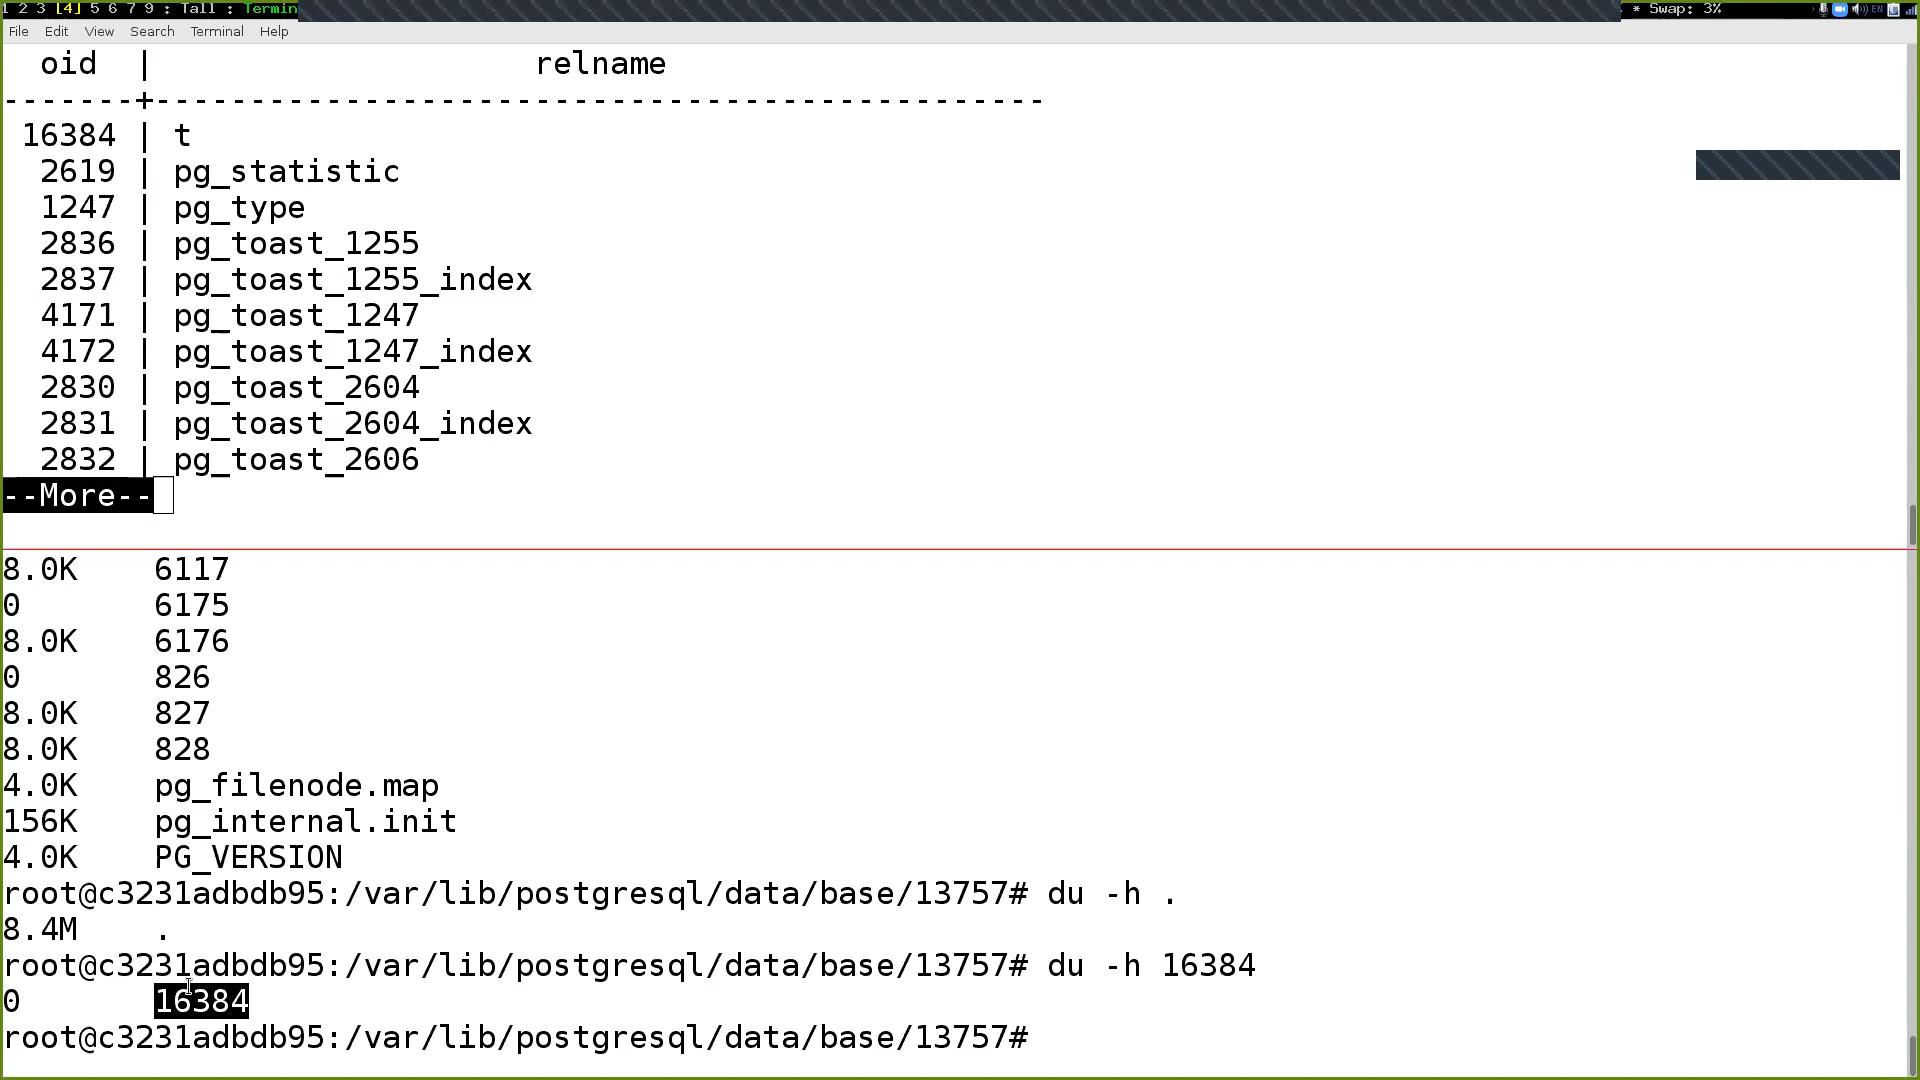 1 2 3 [4] 5 6 7 9 : Tall : Termin
* Swap: 3%
EN
File Edit View Search Terminal Help
oid | relname
-------+-----------------------------------------------
16384 | t
2619 | pg_statistic
1247 | pg_type
2836 | pg_toast_1255
2837 | pg_toast_1255_index
4171 | pg_toast_1247
4172 | pg_toast_1247_index
2830 | pg_toast_2604
2831 | pg_toast_2604_index
2832 | pg_toast_2606
--More--
8.0K 6117
0 6175
8.0K 6176
0 826
8.0K 827
8.0K 828
4.0K pg_filenode.map
156K pg_internal.init
4.0K PG_VERSION
root@c3231adbdb95:/var/lib/postgresql/data/base/13757# du -h .
8.4M .
root@c3231adbdb95:/var/lib/postgresql/data/base/13757# du -h 16384
0 16384
root@c3231adbdb95:/var/lib/postgresql/data/base/13757#